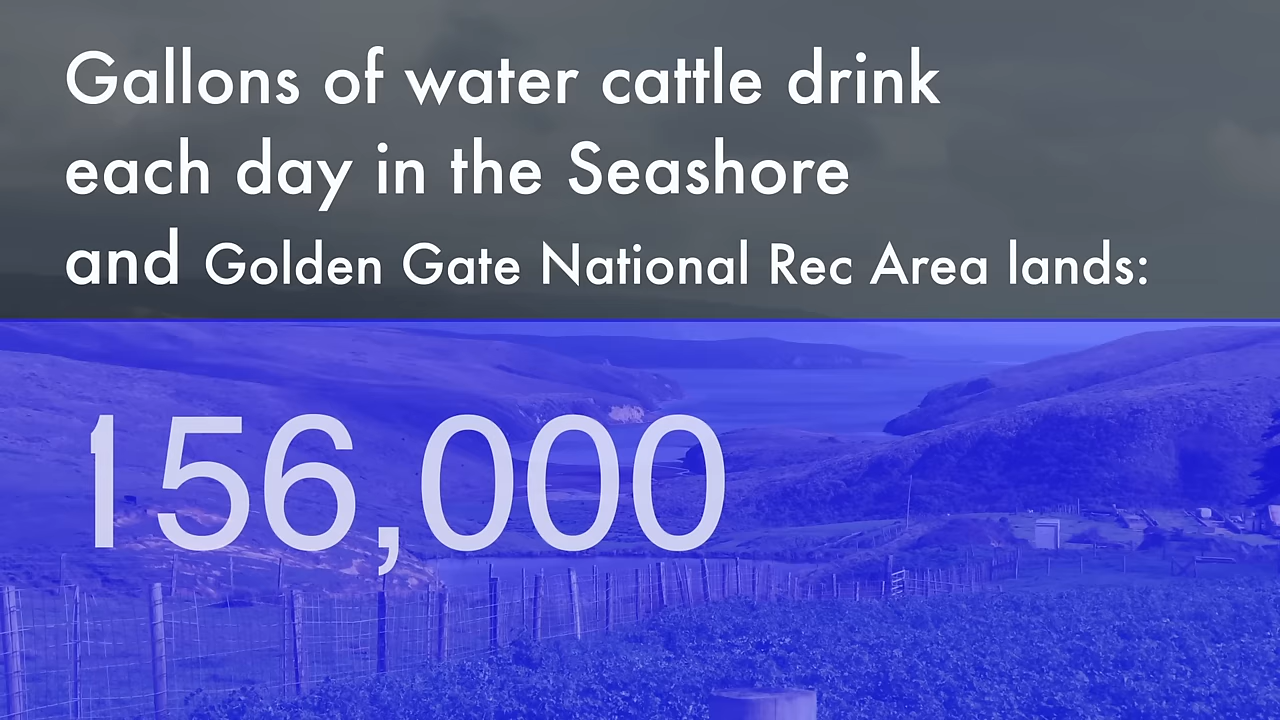 Gallons of water cattle drink
each day in the Seashore
and Golden Gate National Rec Area lands:
156,000